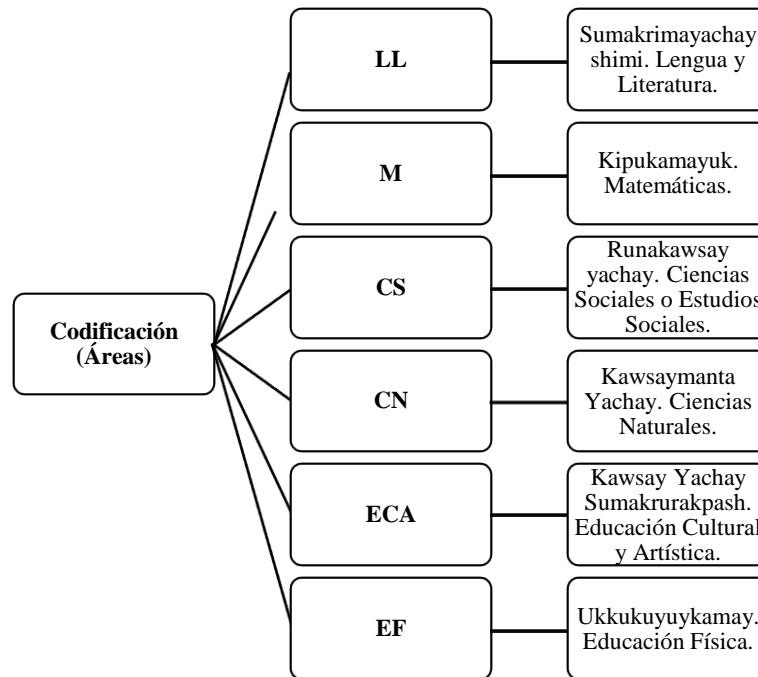 LL
Sumakrimayachay
shimi. Lengua y
Literatura.
M
Kipukamayuk.
Matemáticas.
CS
Runakawsay
yachay. Ciencias
Sociales o Estudios
Sociales.
Codificación
(Áreas)
CN
Kawsaymanta
Yachay. Ciencias
Naturales.
ECA
Kawsay Yachay
Sumakrurakpash.
Educación Cultural
y Artística.
EF
Ukkukuyuykamay.
Educación Física.